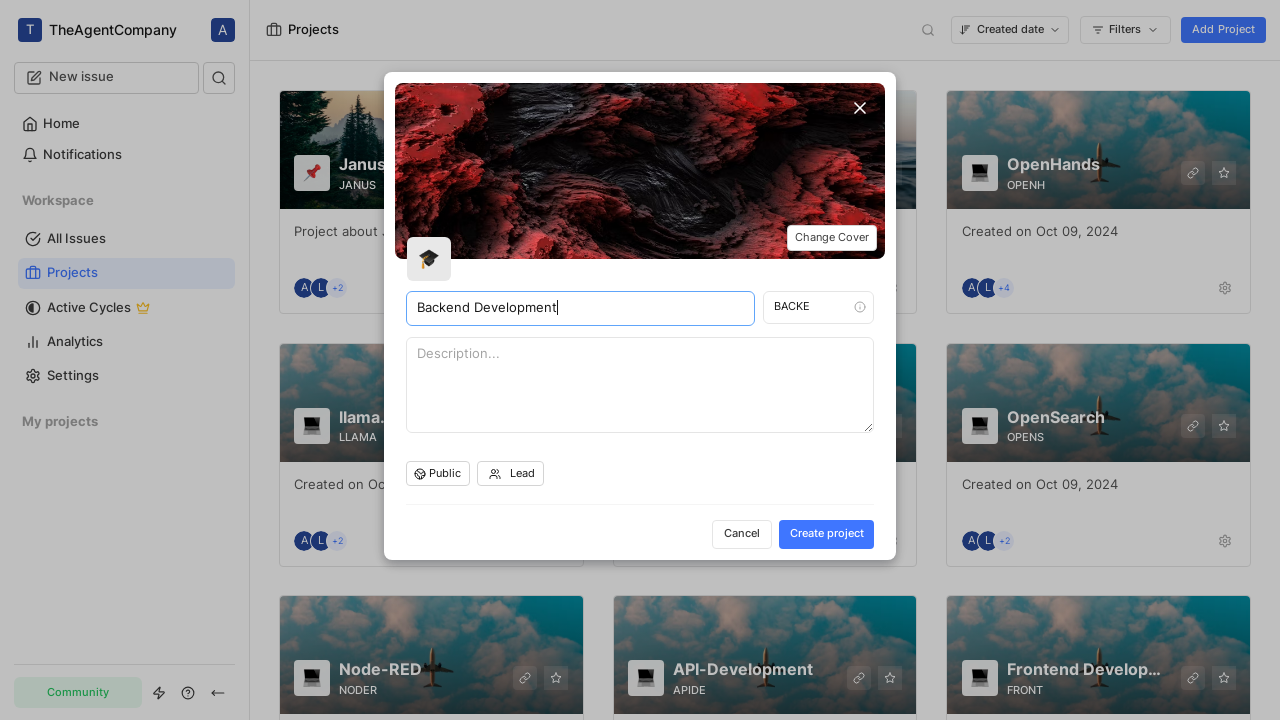 T TheAgentCompany A
New issue
Home
Notifications
Workspace
All Issues
Projects
Active Cycles
Analytics
Settings
My projects
Community
Projects
Created date
Filters
Add Project
Janus
JANUS
OpenHands
OPENH
Created on Oct 09, 2024
A L +2
A L +4
Change Cover
Backend Development
BACKE
Description...
Public
Lead
Cancel
Create project
llama.
LLAMA
OpenSearch
OPENS
Created on Oc
Created on Oct 09, 2024
A L +2
A L +2
Node-RED
NODER
API-Development
APIDE
Frontend Develop...
FRONT